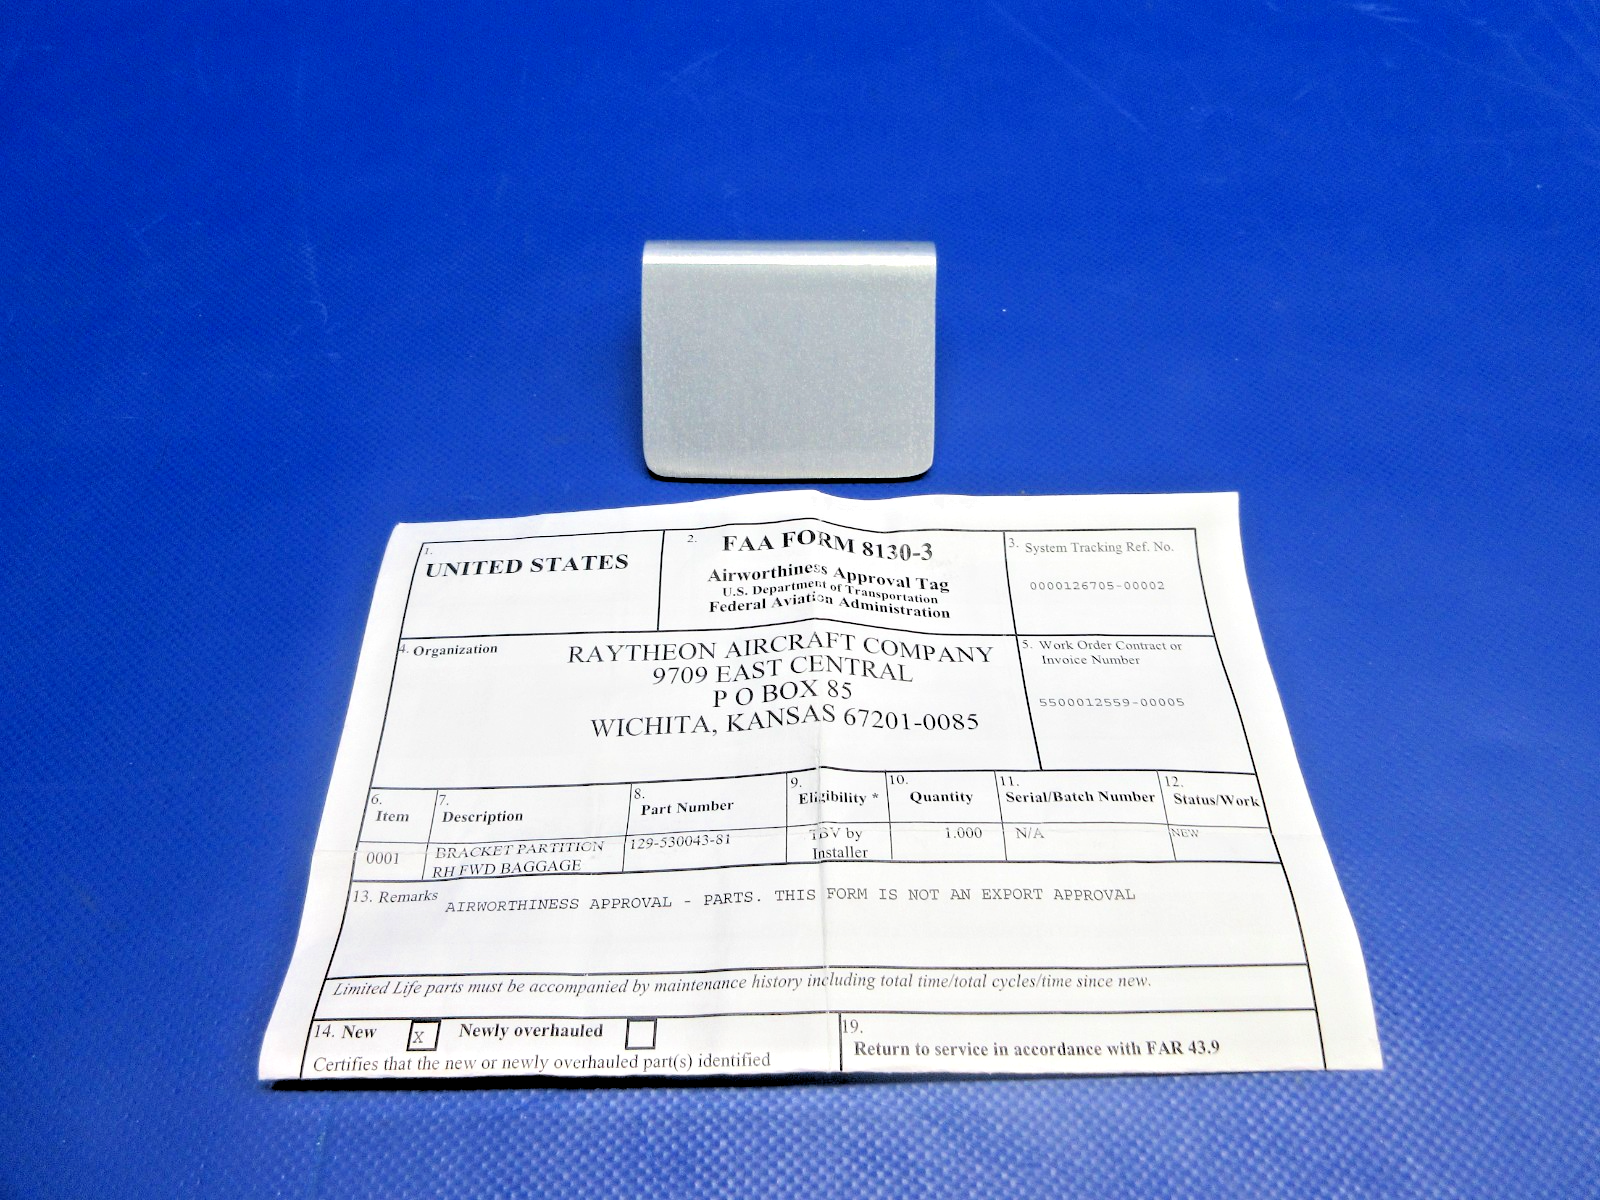 1.
UNITED STATES
2.
FAA FORM 8130-3
Airworthiness Approval Tag
U.S. Department of Transportation
Federal Aviation Administration
3. System Tracking Ref. No.
0000126705-00002
4. Organization
RAYTHEON AIRCRAFT COMPANY
9709 EAST CENTRAL
P O BOX 85
WICHITA, KANSAS 67201-0085
5. Work Order Contract or
Invoice Number
5500012559-00005
6.
Item
7.
Description
8.
Part Number
9.
Eligibility *
10.
Quantity
11.
Serial/Batch Number
12.
Status/Work
0001
BRACKET PARTITION
RH FWD BAGGAGE
129-530043-81
TBV by
Installer
1.000
N/A
NEW
13. Remarks
AIRWORTHINESS APPROVAL - PARTS. THIS FORM IS NOT AN EXPORT APPROVAL
Limited Life parts must be accompanied by maintenance history including total time/total cycles/time since new.
14. New X Newly overhauled
Certifies that the new or newly overhauled part(s) identified
19.
Return to service in accordance with FAR 43.9